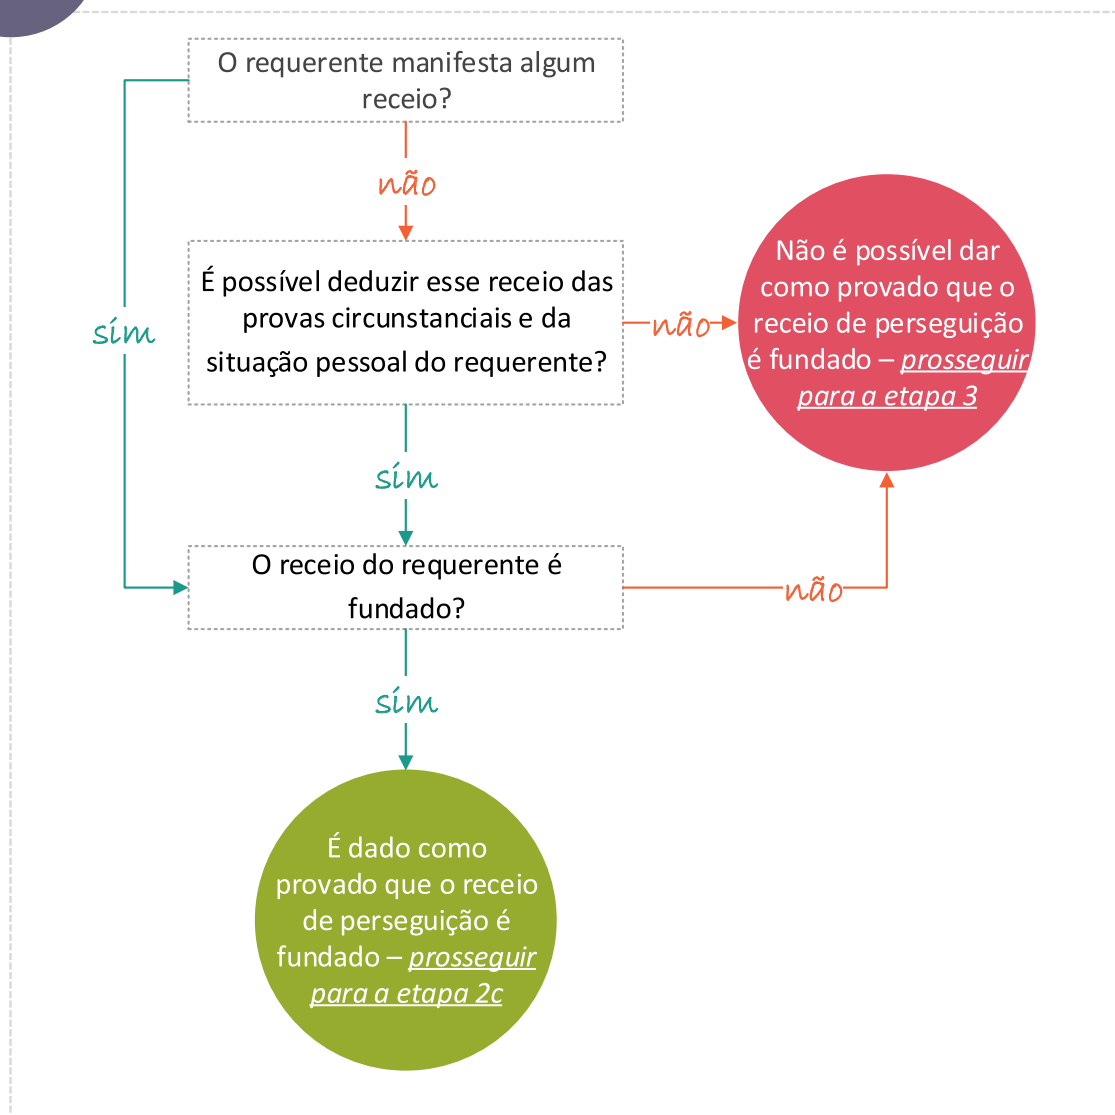 O requerente manifesta algum
receio?
não
É possível deduzir esse receio das
provas circunstanciais e da
situação pessoal do requerente?
não
Não é possível dar
como provado que o
receio de perseguição
é fundado – prosseguir
para a etapa 3
sim
sim
O receio do requerente é
fundado?
não
sim
É dado como
provado que o receio
de perseguição é
fundado – prosseguir
para a etapa 2c